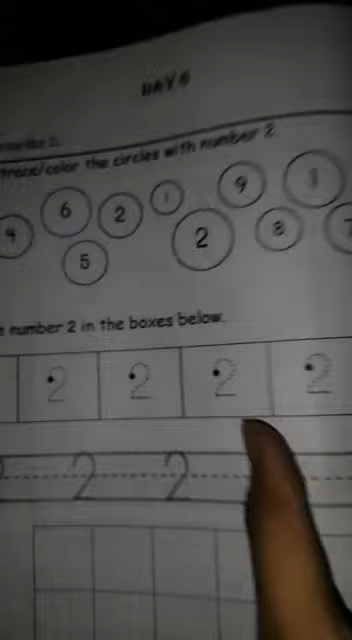 DAY 6
trace/color the circles with number 2
6 2 1 9
4 2 8 7
5
number 2 in the boxes below.
2 2 2 2
2 2